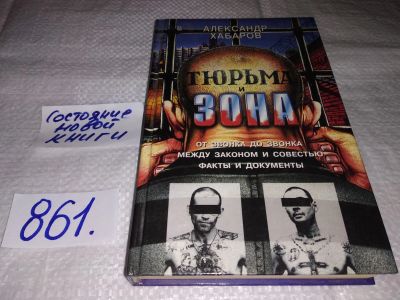 АЛЕКСАНДР
ХАБАРОВ
ТЮРЬМА
И
ЗОНА
ОТ ЗВОНКА ДО ЗВОНКА
МЕЖДУ ЗАКОНОМ И СОВЕСТЬЮ
ФАКТЫ И ДОКУМЕНТЫ
Состояние
новой
книги
861.